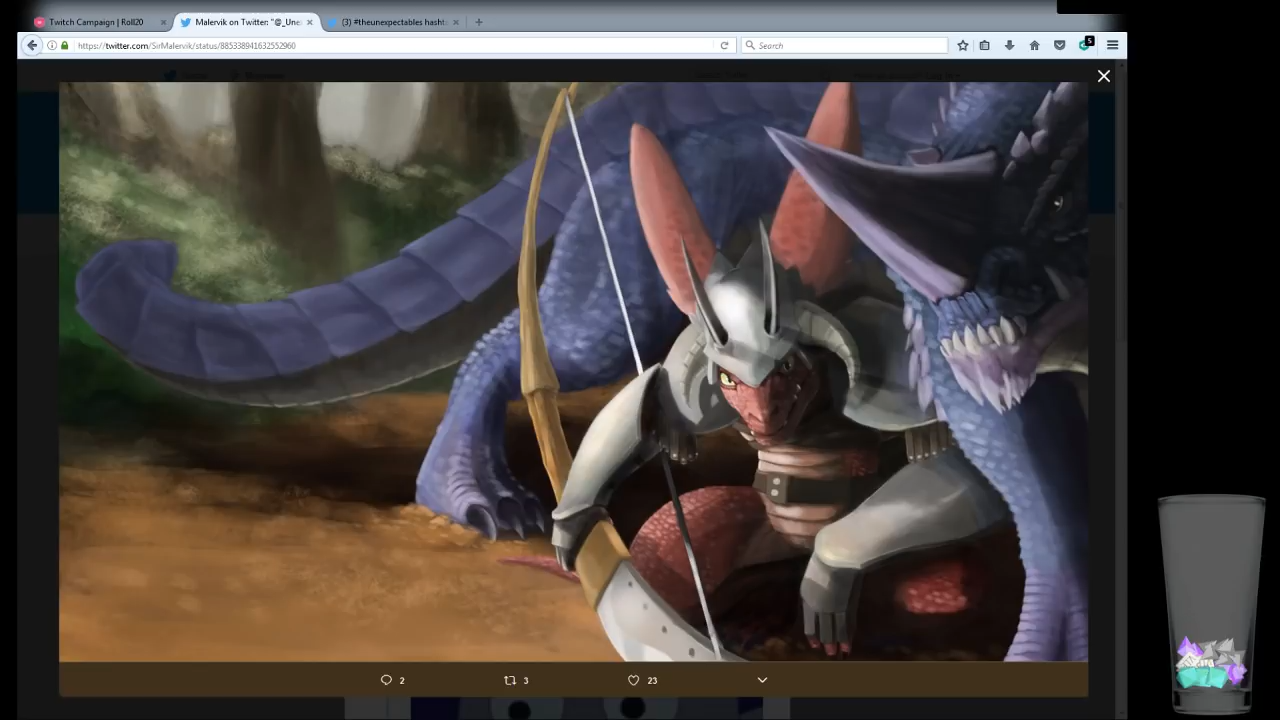 Twitch Campaign | Roll20
Malervik on Twitter: "@_Une
(3) #theunexpectables hasht
https://twitter.com/SirMalervik/status/885338941632552960
Search
5
2
3
23